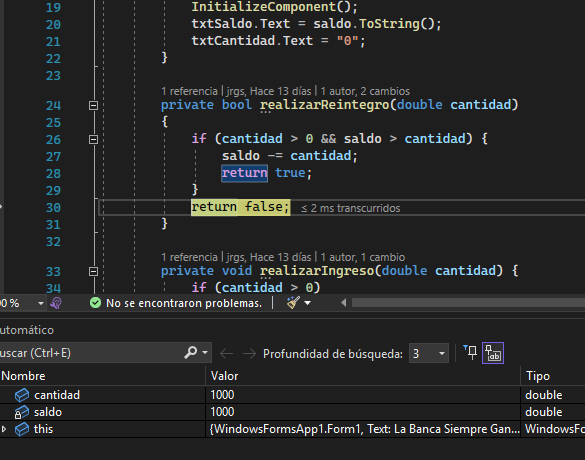 19 InitializeComponent();
20 txtSaldo.Text = saldo.ToString();
21 txtCantidad.Text = "0";
22 }
23
1 referencia | jrgs, Hace 13 días | 1 autor, 2 cambios
24 private bool realizarReintegro(double cantidad)
25 {
26 if (cantidad > 0 && saldo > cantidad) {
27 saldo -= cantidad;
28 return true;
29 }
30 return false; ≤ 2 ms transcurridos
31 }
32
1 referencia | jrgs, Hace 13 días | 1 autor, 1 cambio
33 private void realizarIngreso(double cantidad) {
34 if (cantidad > 0)
00 % No se encontraron problemas.
utomático
uscar (Ctrl+E) Profundidad de búsqueda: 3
Nombre Valor Tipo
cantidad 1000 double
saldo 1000 double
this {WindowsFormsApp1.Form1, Text: La Banca Siempre Gan... WindowsFo